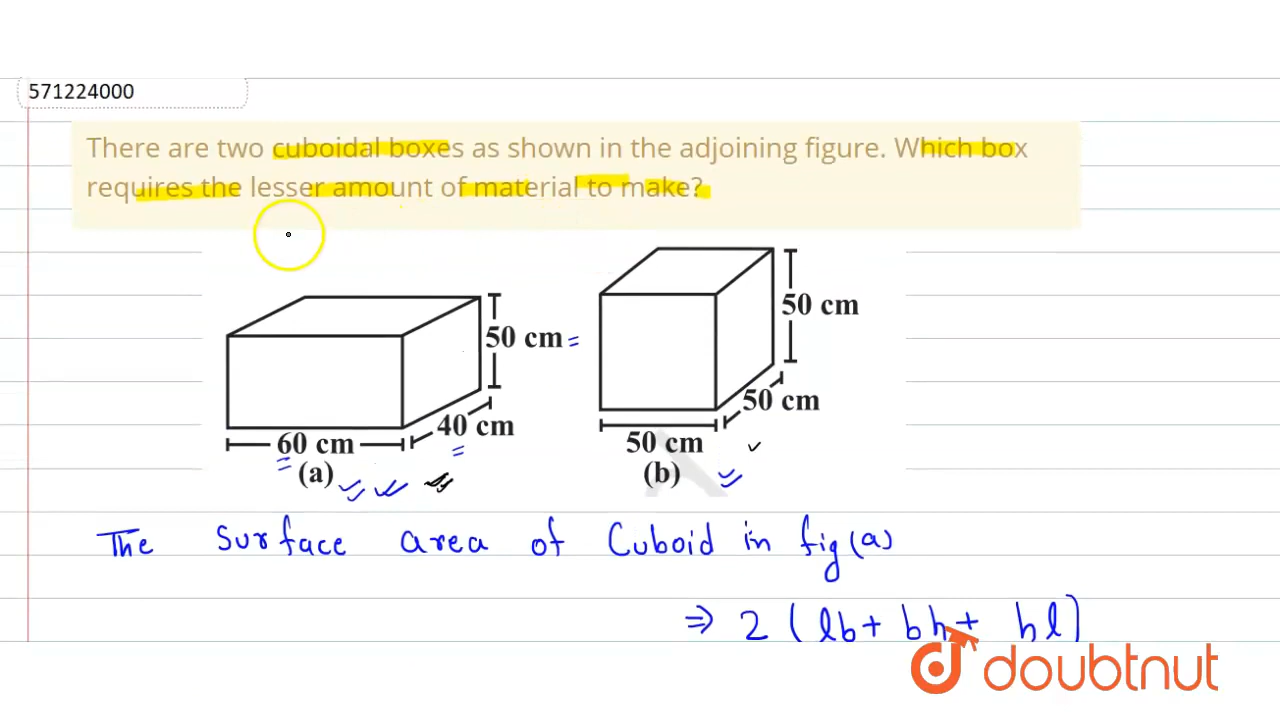 571224000
There are two cuboidal boxes as shown in the adjoining figure. Which box
requires the lesser amount of material to make?
50 cm =
40 cm
=
60 cm
=
(a)
50 cm
50 cm
50 cm
(b)
The Surface area of Cuboid in fig (a)
⇒ 2 ( lb + bh + hl )
doubtnut